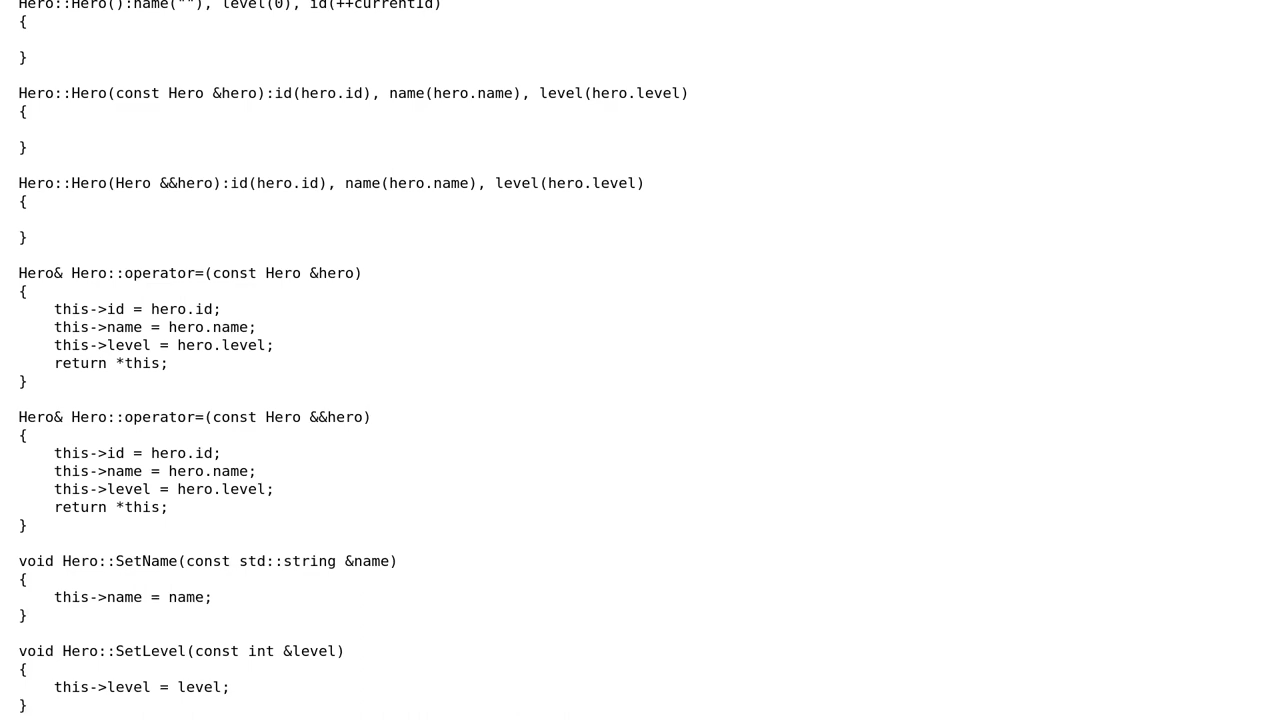 Hero::Hero():name(""), level(0), id(++currentId)
{
}
Hero::Hero(const Hero &hero):id(hero.id), name(hero.name), level(hero.level)
{
}
Hero::Hero(Hero &&hero):id(hero.id), name(hero.name), level(hero.level)
{
}
Hero& Hero::operator=(const Hero &hero)
{
    this->id = hero.id;
    this->name = hero.name;
    this->level = hero.level;
    return *this;
}
Hero& Hero::operator=(const Hero &&hero)
{
    this->id = hero.id;
    this->name = hero.name;
    this->level = hero.level;
    return *this;
}
void Hero::SetName(const std::string &name)
{
    this->name = name;
}
void Hero::SetLevel(const int &level)
{
    this->level = level;
}